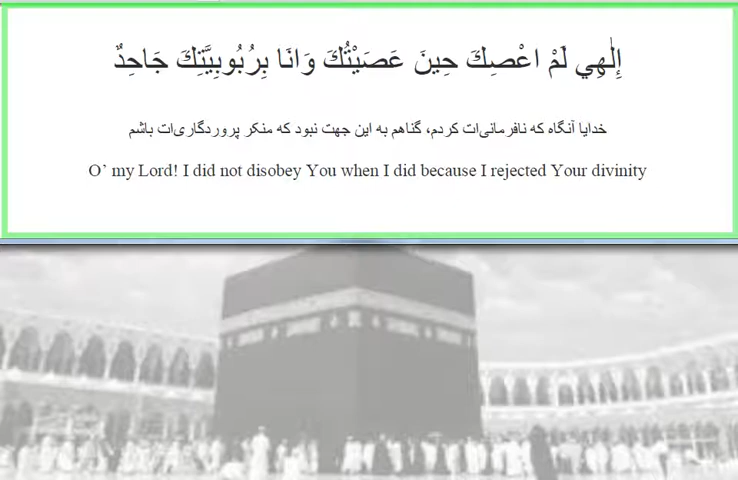 إِلٰهِي لَمْ اعْصِكَ حِينَ عَصَيْتُكَ وَانَا بِرُبُوبِيَّتِكَ جَاحِدٌ
خدایا آنگاه که نافرمانی‌ات کردم، گناهم به این جهت نبود که منکر پروردگاری‌ات باشم
O’ my Lord! I did not disobey You when I did because I rejected Your divinity